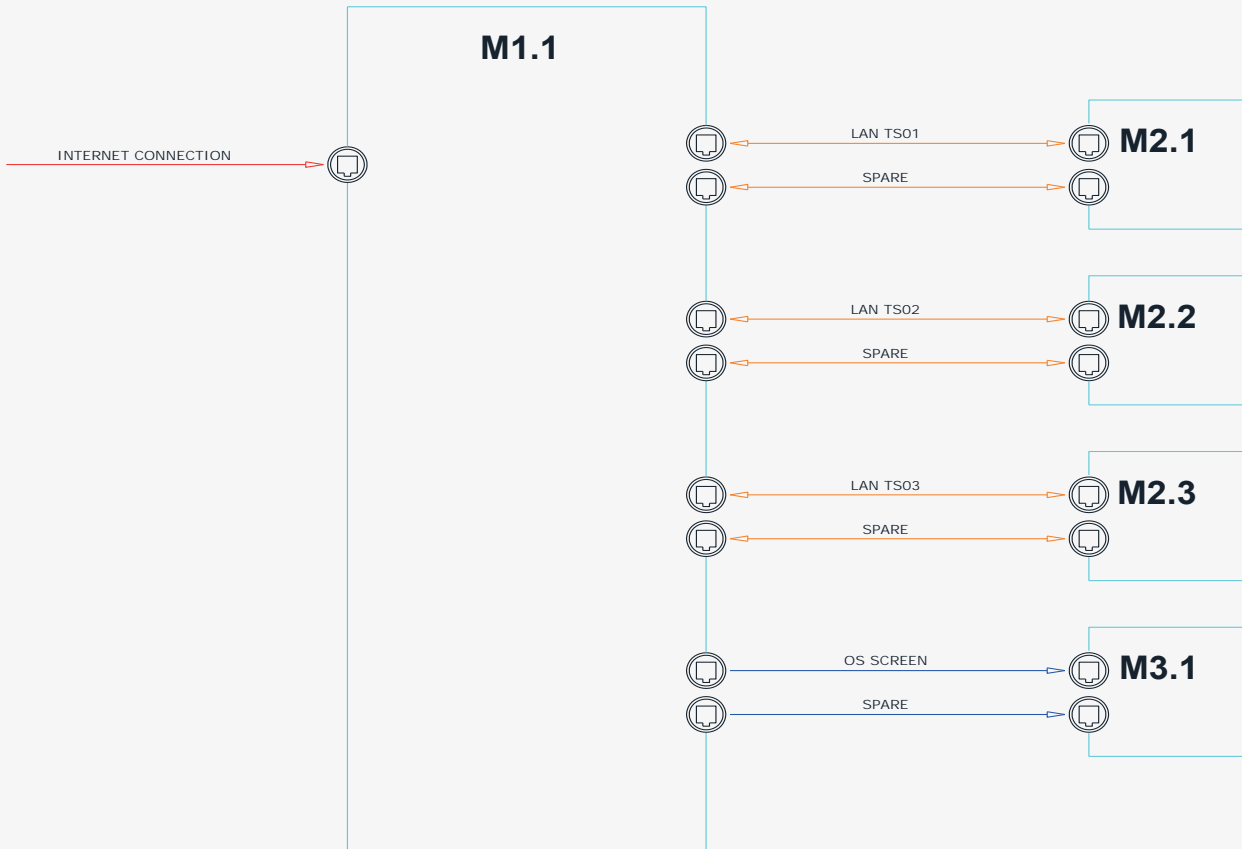 M1.1
INTERNET CONNECTION
LAN TS01
M2.1
SPARE
LAN TS02
M2.2
SPARE
LAN TS03
M2.3
SPARE
OS SCREEN
M3.1
SPARE